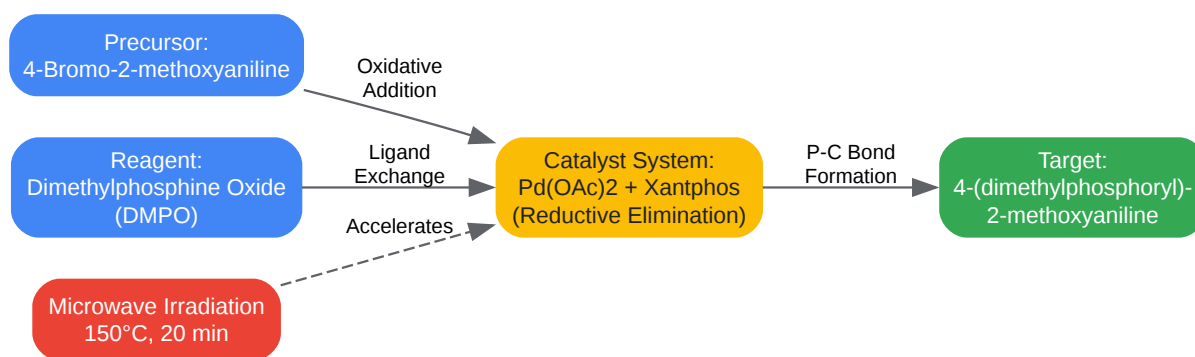 Precursor:
4-Bromo-2-methoxyaniline
Oxidative
Addition
Reagent:
Dimethylphosphine Oxide
(DMPO)
Ligand
Exchange
Catalyst System:
Pd(OAc)2 + Xantphos
(Reductive Elimination)
P-C Bond
Formation
Target:
4-(dimethylphosphoryl)-
2-methoxyaniline
Accelerates
Microwave Irradiation
150°C, 20 min